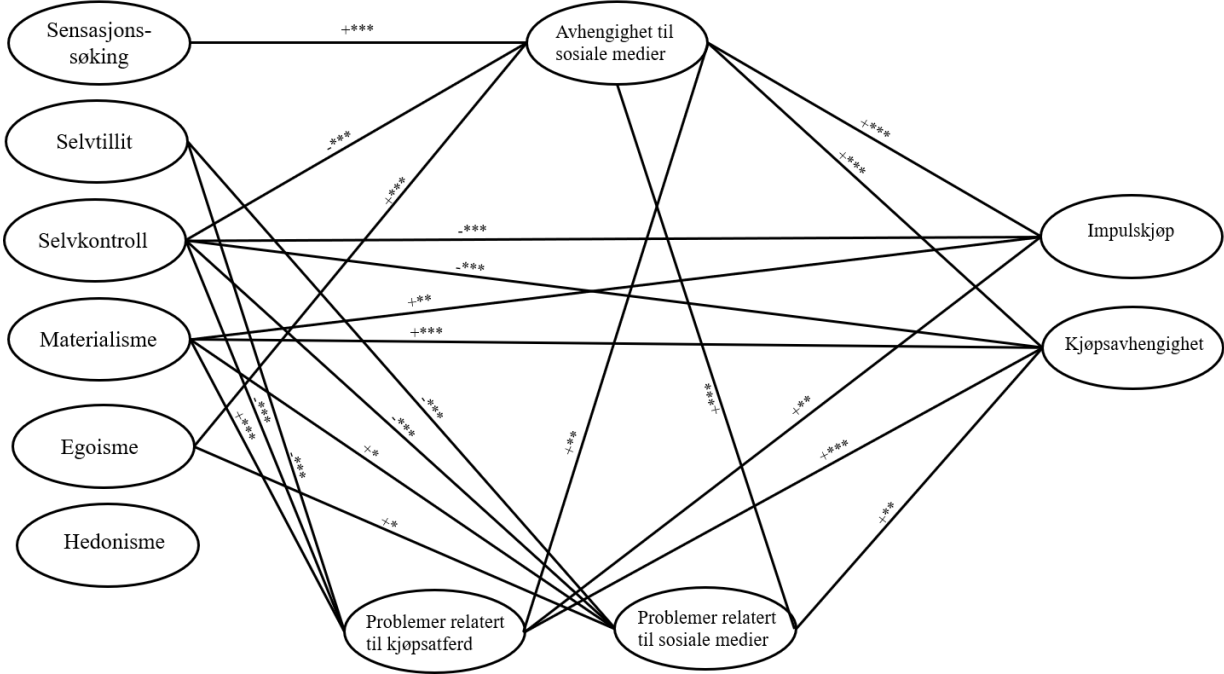 Sensasjons-
søking
+***
Avhengighet til
sosiale medier
Selvtillit
-***
+***
+***
+***
Selvkontroll
-***
Impulskjøp
-***
+**
Materialisme
+***
Kjøpsavhengighet
+***
-***
-***
-***
-***
+***
+**
Egoisme
+*
+**
+***
+*
+**
Hedonisme
Problemer relatert
til kjøpsatferd
Problemer relatert
til sosiale medier